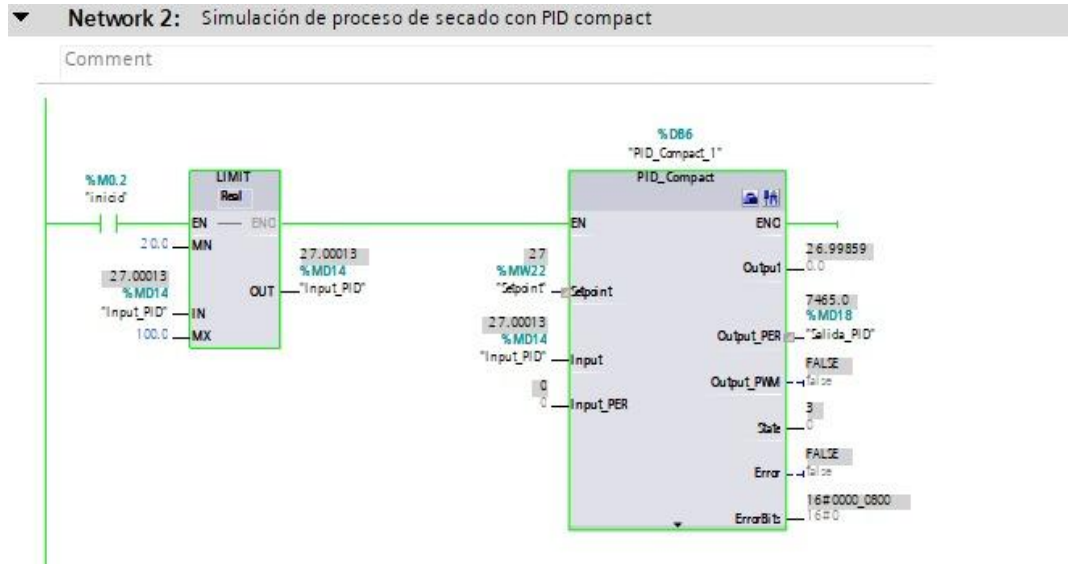 Network 2: Simulación de proceso de secado con PID compact
Comment
%M0.2
"inicio"
LIMIT
Real
EN
ENO
20.0
MN
27.00013
%MD14
"Input_PID"
IN
100.0
MX
27.00013
%MD14
OUT
"Input_PID"
%DB6
"PID_Compact_1"
PID_Compact
EN
ENO
27
%MW22
"Setpoint"
Setpoint
27.00013
%MD14
"Input_PID"
Input
0
0
Input_PER
26.99859
Output
0.0
7465.0
%MD18
Output_PER
"Salida_PID"
FALSE
Output_PWM
false
3
State
0
FALSE
Error
false
16#0000_0800
ErrorBits
16#0